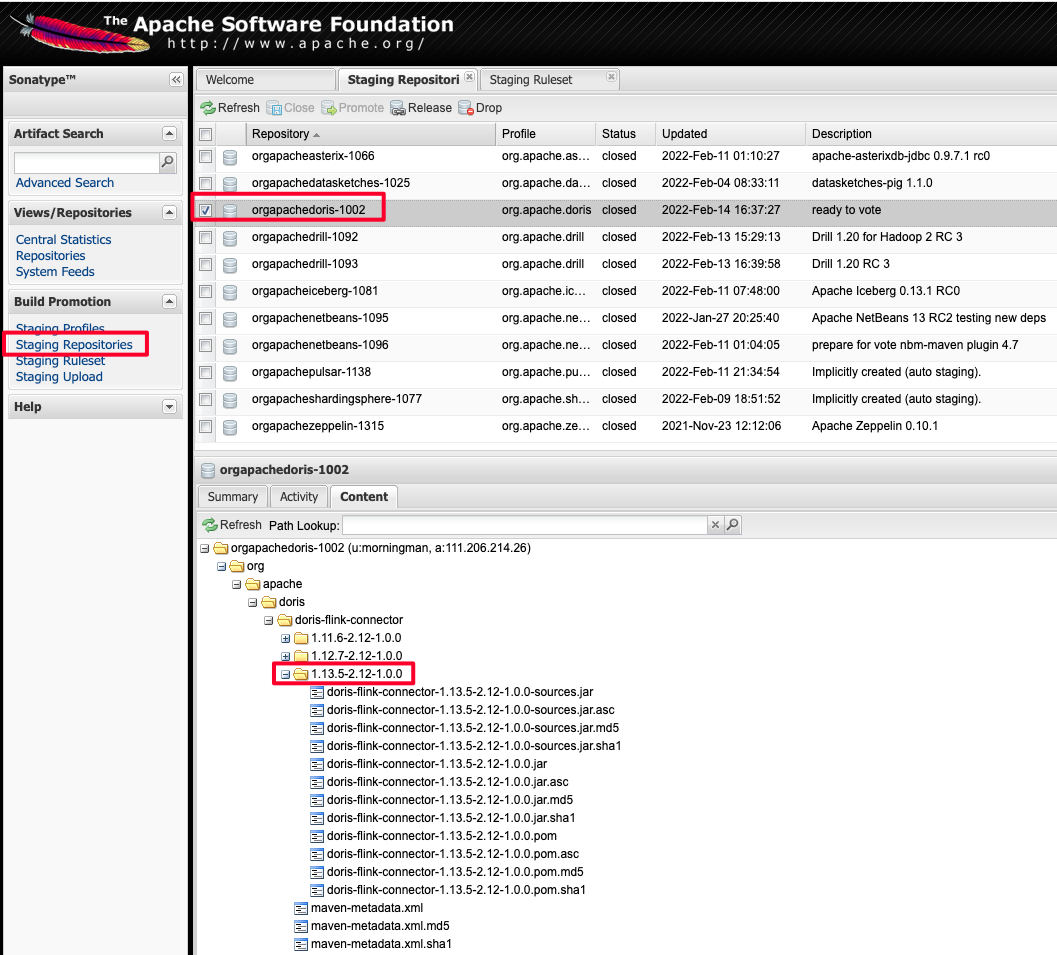 The Apache Software Foundation
http://www.apache.org/
Sonatype™
Artifact Search
Advanced Search
Views/Repositories
Central Statistics
Repositories
System Feeds
Build Promotion
Staging Profiles
Staging Repositories
Staging Ruleset
Staging Upload
Help
Welcome Staging Repositori Staging Ruleset
Refresh Close Promote Release Drop
Repository Profile Status Updated Description
orgapacheasterix-1066 org.apache.as... closed 2022-Feb-11 01:10:27 apache-asterixdb-jdbc 0.9.7.1 rc0
orgapachedatasketches-1025 org.apache.da... closed 2022-Feb-04 08:33:11 datasketches-pig 1.1.0
orgapachedoris-1002 org.apache.doris closed 2022-Feb-14 16:37:27 ready to vote
orgapachedrill-1092 org.apache.drill closed 2022-Feb-13 15:29:13 Drill 1.20 for Hadoop 2 RC 3
orgapachedrill-1093 org.apache.drill closed 2022-Feb-13 16:39:58 Drill 1.20 RC 3
orgapacheiceberg-1081 org.apache.ic... closed 2022-Feb-11 07:48:00 Apache Iceberg 0.13.1 RC0
orgapachenetbeans-1095 org.apache.ne... closed 2022-Jan-27 20:25:40 Apache NetBeans 13 RC2 testing new deps
orgapachenetbeans-1096 org.apache.ne... closed 2022-Feb-11 01:04:05 prepare for vote nbm-maven plugin 4.7
orgapachepulsar-1138 org.apache.pu... closed 2022-Feb-11 21:34:54 Implicitly created (auto staging).
orgapacheshardingsphere-1077 org.apache.sh... closed 2022-Feb-09 18:51:52 Implicitly created (auto staging).
orgapachezeppelin-1315 org.apache.ze... closed 2021-Nov-23 12:12:06 Apache Zeppelin 0.10.1
orgapachedoris-1002
Summary Activity Content
Refresh Path Lookup:
orgapachedoris-1002 (u:morningman, a:111.206.214.26)
org
apache
doris
doris-flink-connector
1.11.6-2.12-1.0.0
1.12.7-2.12-1.0.0
1.13.5-2.12-1.0.0
doris-flink-connector-1.13.5-2.12-1.0.0-sources.jar
doris-flink-connector-1.13.5-2.12-1.0.0-sources.jar.asc
doris-flink-connector-1.13.5-2.12-1.0.0-sources.jar.md5
doris-flink-connector-1.13.5-2.12-1.0.0-sources.jar.sha1
doris-flink-connector-1.13.5-2.12-1.0.0.jar
doris-flink-connector-1.13.5-2.12-1.0.0.jar.asc
doris-flink-connector-1.13.5-2.12-1.0.0.jar.md5
doris-flink-connector-1.13.5-2.12-1.0.0.jar.sha1
doris-flink-connector-1.13.5-2.12-1.0.0.pom
doris-flink-connector-1.13.5-2.12-1.0.0.pom.asc
doris-flink-connector-1.13.5-2.12-1.0.0.pom.md5
doris-flink-connector-1.13.5-2.12-1.0.0.pom.sha1
maven-metadata.xml
maven-metadata.xml.md5
maven-metadata.xml.sha1